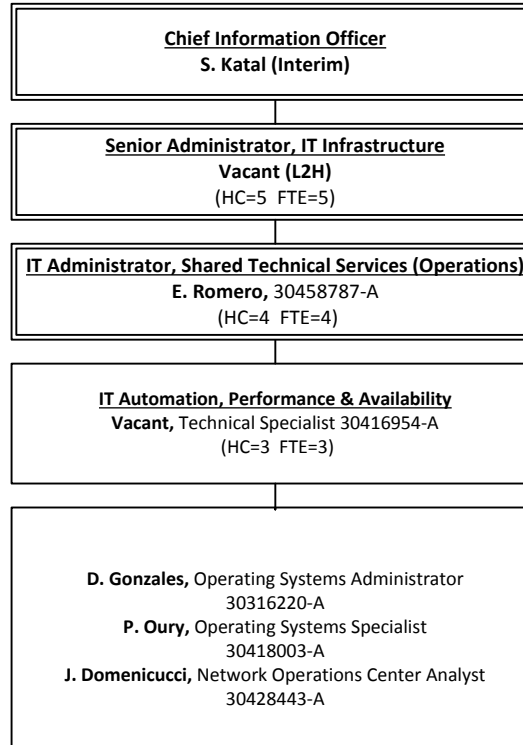 Chief Information Officer
S. Katal (Interim)
Senior Administrator, IT Infrastructure
Vacant (L2H)
(HC=5 FTE=5)
IT Administrator, Shared Technical Services (Operations)
E. Romero, 30458787-A
(HC=4 FTE=4)
IT Automation, Performance & Availability
Vacant, Technical Specialist 30416954-A
(HC=3 FTE=3)
D. Gonzales, Operating Systems Administrator
30316220-A
P. Oury, Operating Systems Specialist
30418003-A
J. Domenicucci, Network Operations Center Analyst
30428443-A